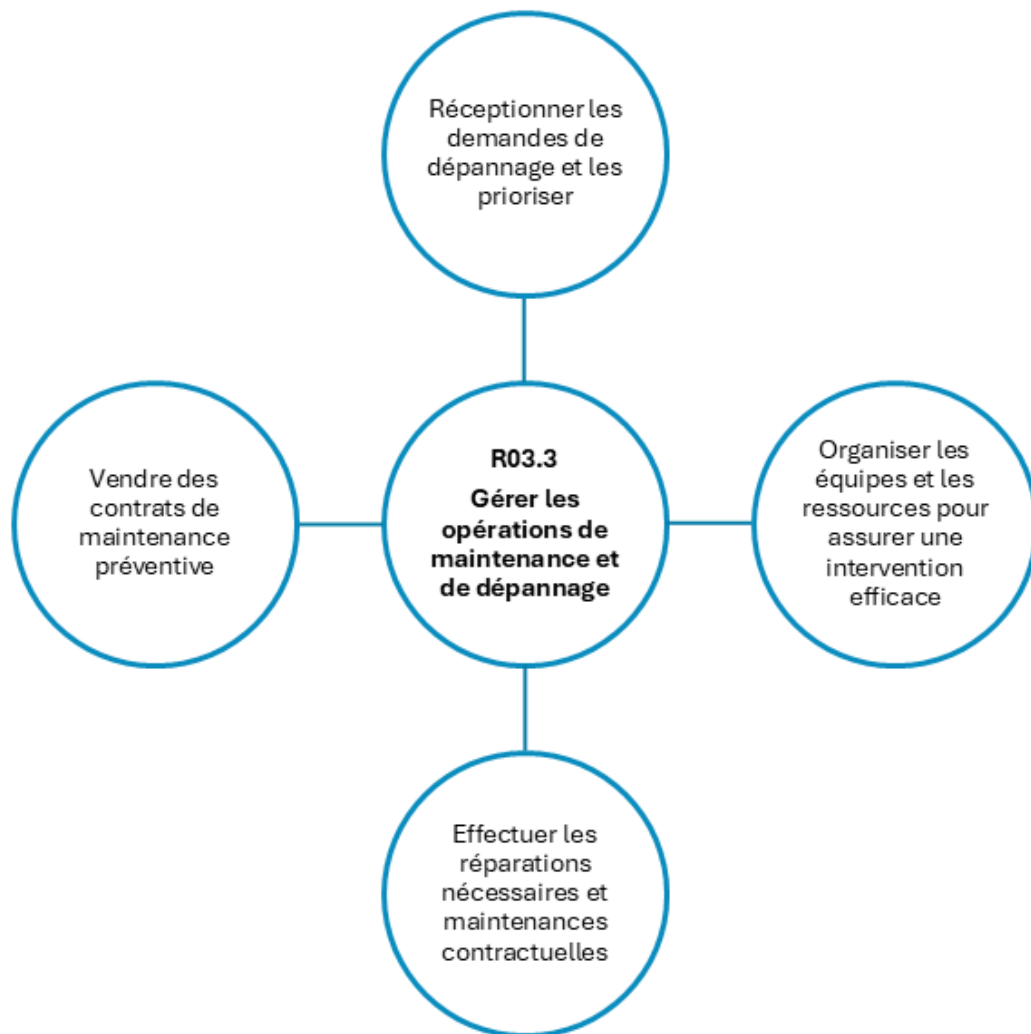 Réceptionner les
demandes de
dépannage et les
prioriser
Vendre des
contrats de
maintenance
préventive
R03.3
Gérer les
opérations de
maintenance et
de dépannage
Organiser les
équipes et les
ressources pour
assurer une
intervention
efficace
Effectuer les
réparations
nécessaires et
maintenances
contractuelles